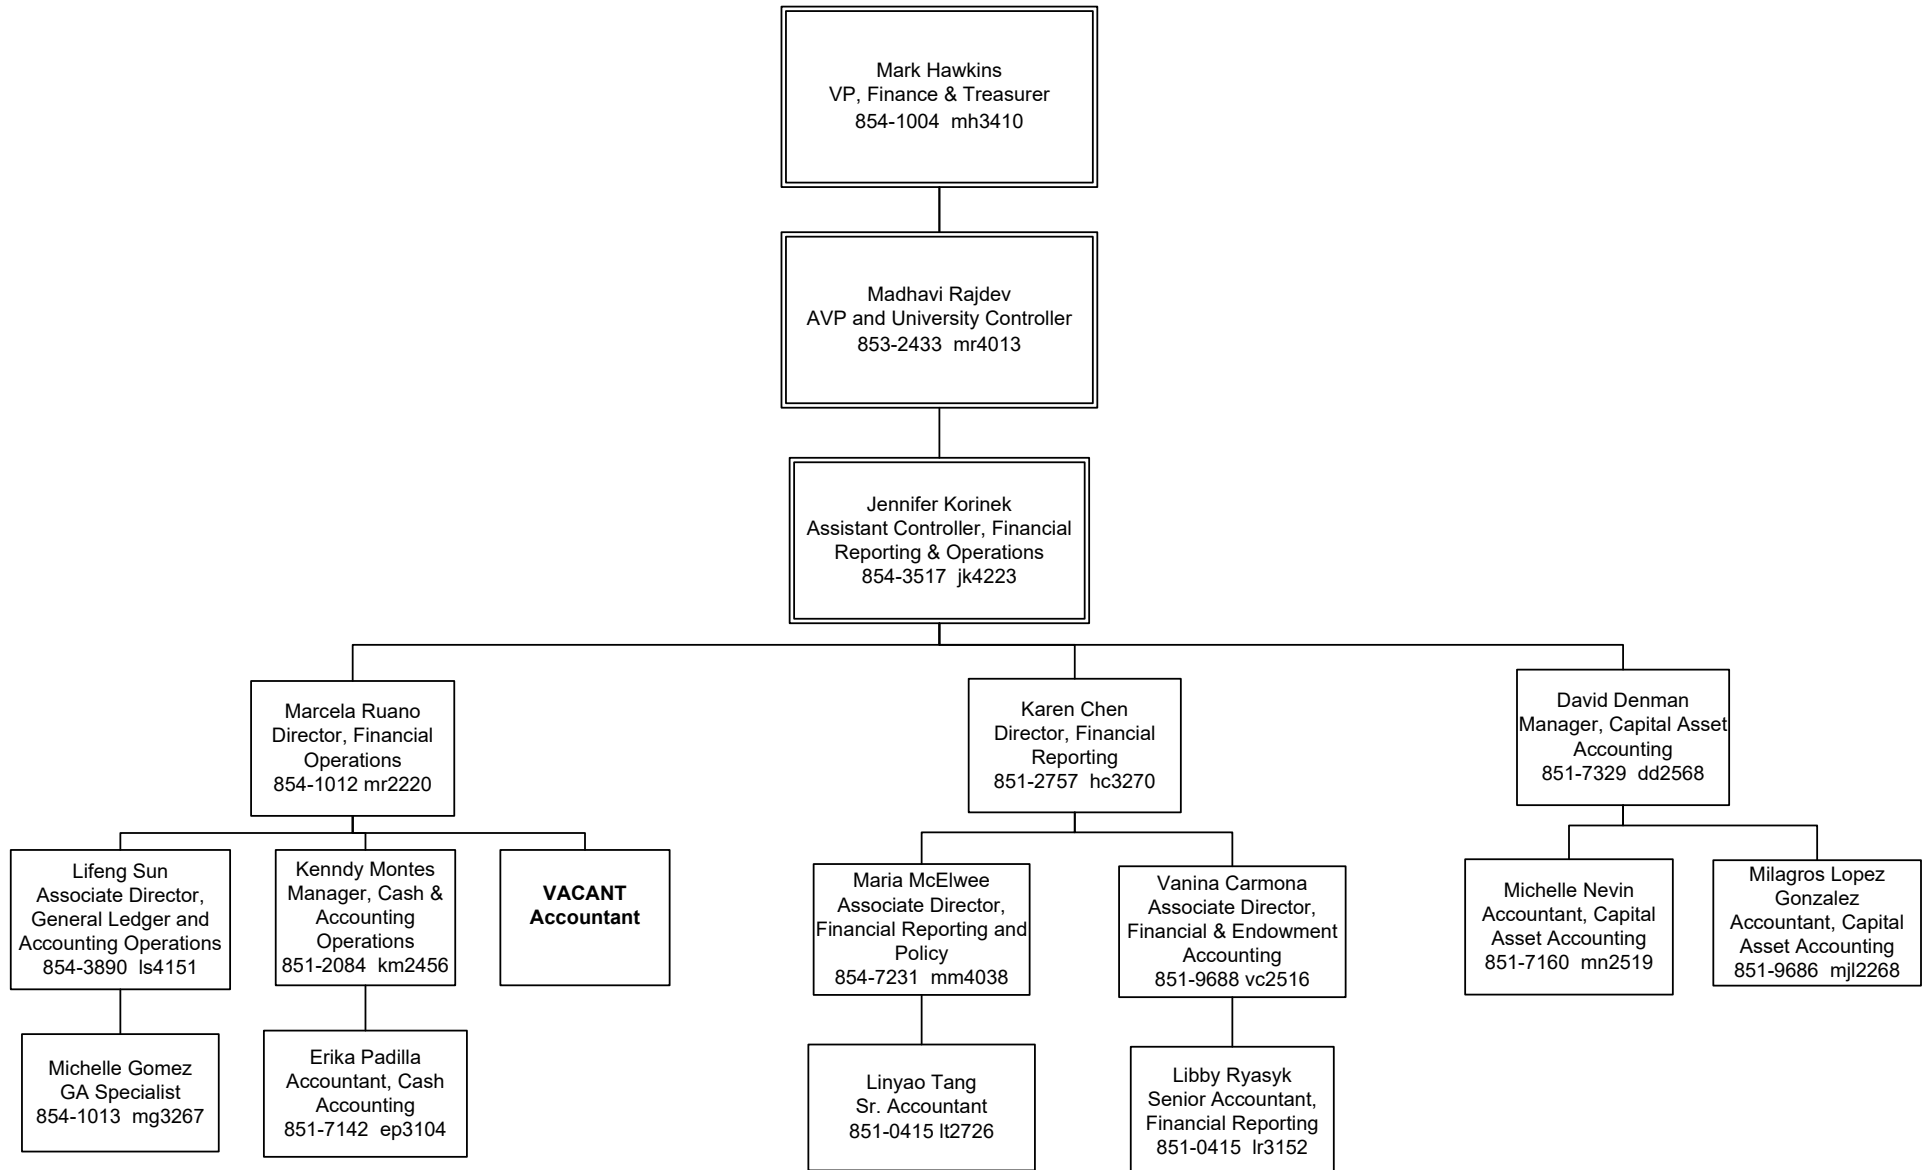 Mark Hawkins
VP, Finance & Treasurer
854-1004 mh3410
Madhavi Rajdev
AVP and University Controller
853-2433 mr4013
Jennifer Korinek
Assistant Controller, Financial
Reporting & Operations
854-3517 jk4223
Marcela Ruano
Director, Financial
Operations
854-1012 mr2220
Karen Chen
Director, Financial
Reporting
851-2757 hc3270
David Denman
Manager, Capital Asset
Accounting
851-7329 dd2568
Lifeng Sun
Associate Director,
General Ledger and
Accounting Operations
854-3890 ls4151
Kenndy Montes
Manager, Cash &
Accounting
Operations
851-2084 km2456
VACANT
Accountant
Maria McElwee
Associate Director,
Financial Reporting and
Policy
854-7231 mm4038
Vanina Carmona
Associate Director,
Financial & Endowment
Accounting
851-9688 vc2516
Michelle Nevin
Accountant, Capital
Asset Accounting
851-7160 mn2519
Milagros Lopez
Gonzalez
Accountant, Capital
Asset Accounting
851-9686 mjl2268
Michelle Gomez
GA Specialist
854-1013 mg3267
Erika Padilla
Accountant, Cash
Accounting
851-7142 ep3104
Linyao Tang
Sr. Accountant
851-0415 lt2726
Libby Ryasyk
Senior Accountant,
Financial Reporting
851-0415 lr3152